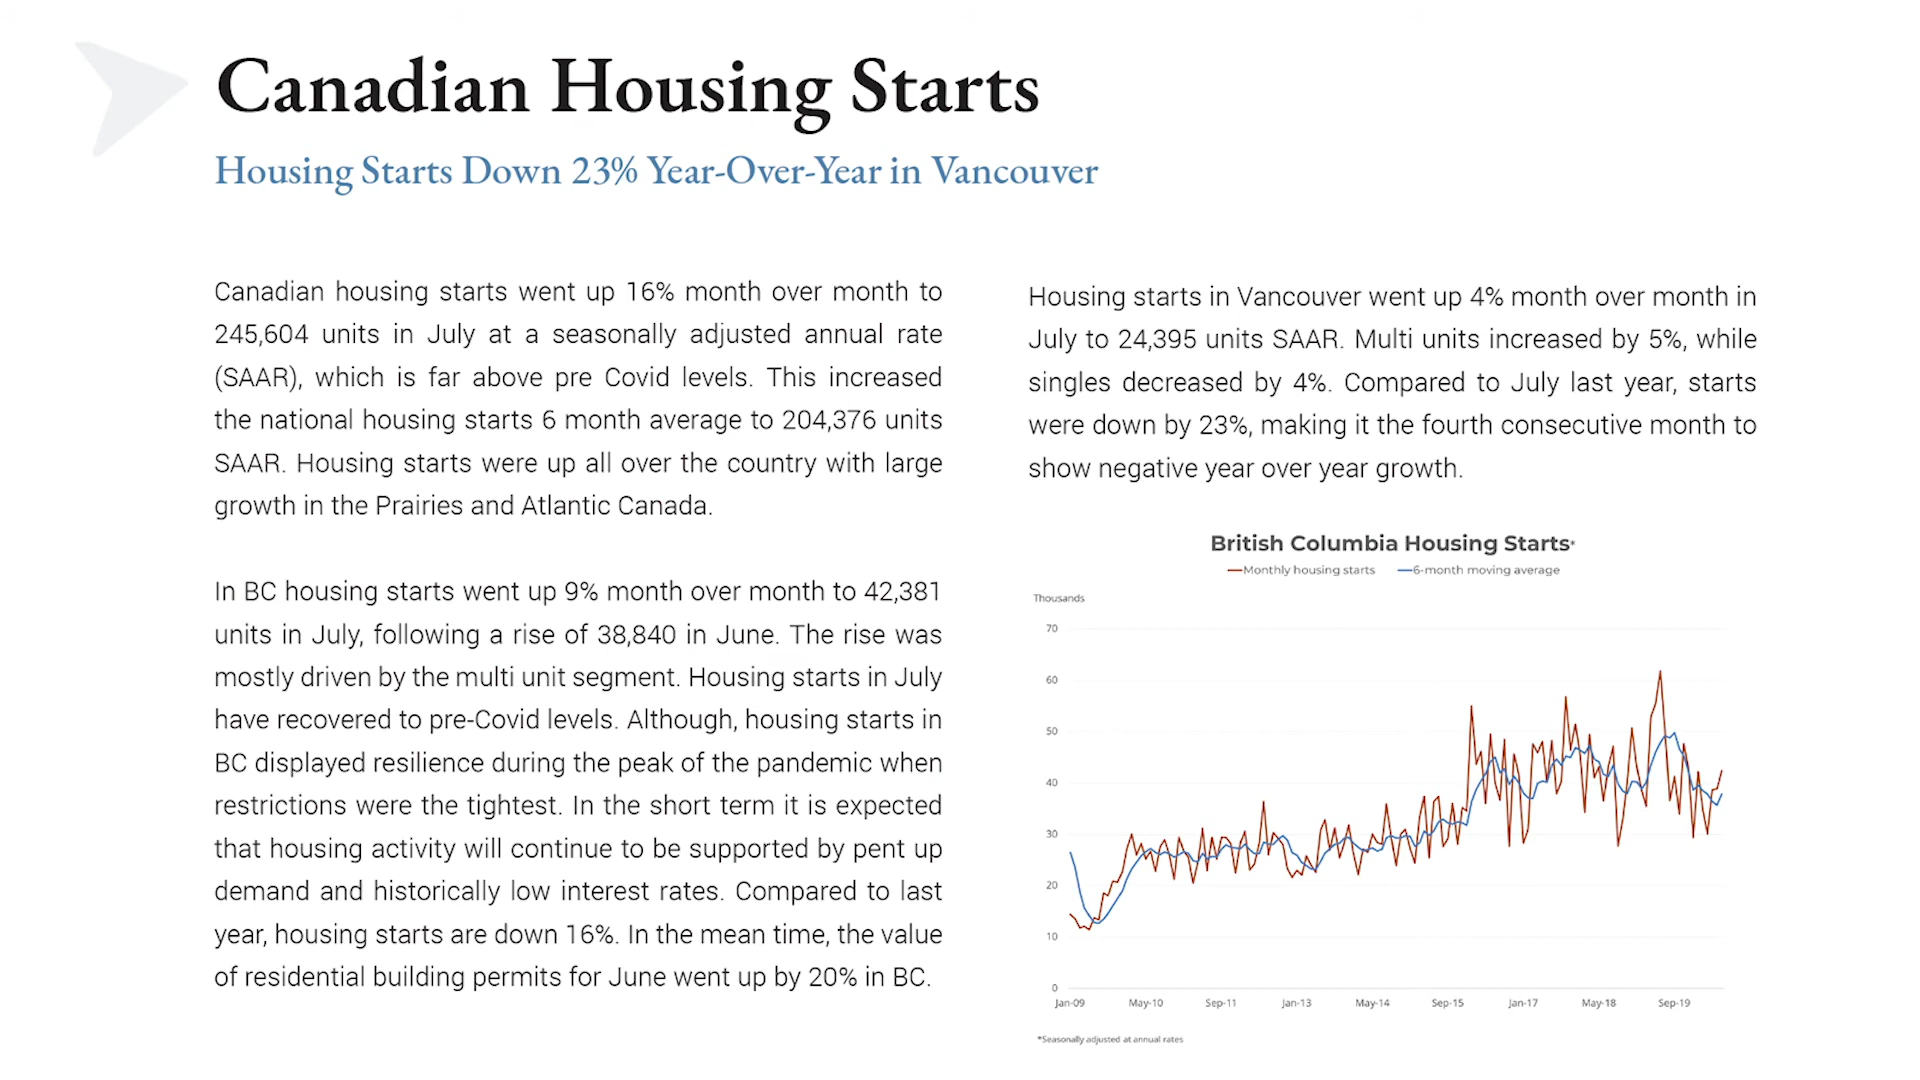 Canadian Housing Starts
Housing Starts Down 23% Year-Over-Year in Vancouver
Canadian housing starts went up 16% month over month to
245,604 units in July at a seasonally adjusted annual rate
(SAAR), which is far above pre Covid levels. This increased
the national housing starts 6 month average to 204,376 units
SAAR. Housing starts were up all over the country with large
growth in the Prairies and Atlantic Canada.
In BC housing starts went up 9% month over month to 42,381
units in July, following a rise of 38,840 in June. The rise was
mostly driven by the multi unit segment. Housing starts in July
have recovered to pre-Covid levels. Although, housing starts in
BC displayed resilience during the peak of the pandemic when
restrictions were the tightest. In the short term it is expected
that housing activity will continue to be supported by pent up
demand and historically low interest rates. Compared to last
year, housing starts are down 16%. In the mean time, the value
of residential building permits for June went up by 20% in BC.
Housing starts in Vancouver went up 4% month over month in
July to 24,395 units SAAR. Multi units increased by 5%, while
singles decreased by 4%. Compared to July last year, starts
were down by 23%, making it the fourth consecutive month to
show negative year over year growth.
British Columbia Housing Starts*
Monthly housing starts 6-month moving average
Thousands
70
60
50
40
30
20
10
0
Jan-09 May-10 Sep-11 Jan-13 May-14 Sep-15 Jan-17 May-18 Sep-19
*Seasonally adjusted at annual rates